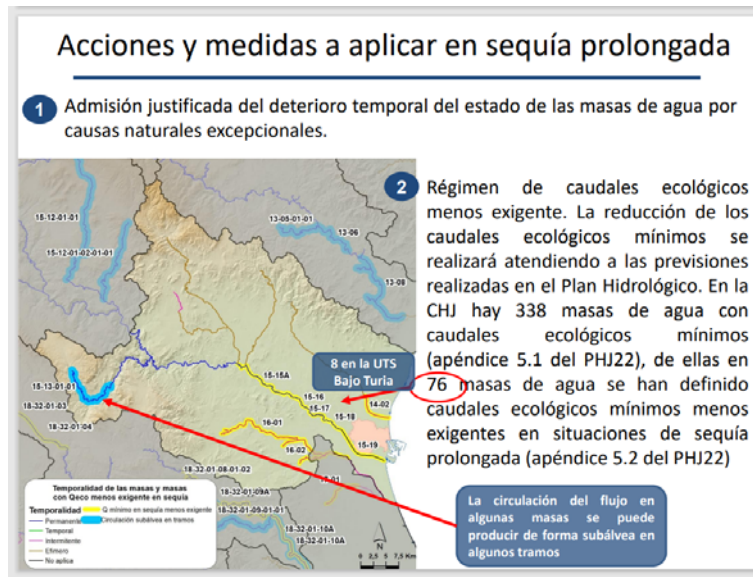 Acciones y medidas a aplicar en sequía prolongada
1 Admisión justificada del deterioro temporal del estado de las masas de agua por
causas naturales excepcionales.
2 Régimen de caudales ecológicos
menos exigente. La reducción de los
caudales ecológicos mínimos se
realizará atendiendo a las previsiones
realizadas en el Plan Hidrológico. En la
CHJ hay 338 masas de agua con
caudales ecológicos mínimos
(apéndice 5.1 del PHJ22), de ellas en
76 masas de agua se han definido
caudales ecológicos mínimos menos
exigentes en situaciones de sequía
prolongada (apéndice 5.2 del PHJ22)
15-12-01-01
15-12-01-02-01-01
13-05-01-01
13-06
13-08
8 en la UTS
Bajo Turia
15-15A
15-16
15-17
15-18
14-02
15-19
15-13-01-01
18-32-01-03
18-32-01-04
16-01
16-02
18-32-01-08-01-02
18-32-01-09A
18-32-01-09-01-01
18-32-01-10A
18-32-01-10A
La circulación del flujo en
algunas masas se puede
producir de forma subálvea en
algunos tramos
Temporalidad de las masas y masas
con Qeco menos exigente en sequía
Temporalidad
Q mínimo en sequía menos exigente
Permanente
Circulación subálvea en tramos
Temporal
Intermitente
Efímero
No aplica
N
0 2,5 5 7,5 Km